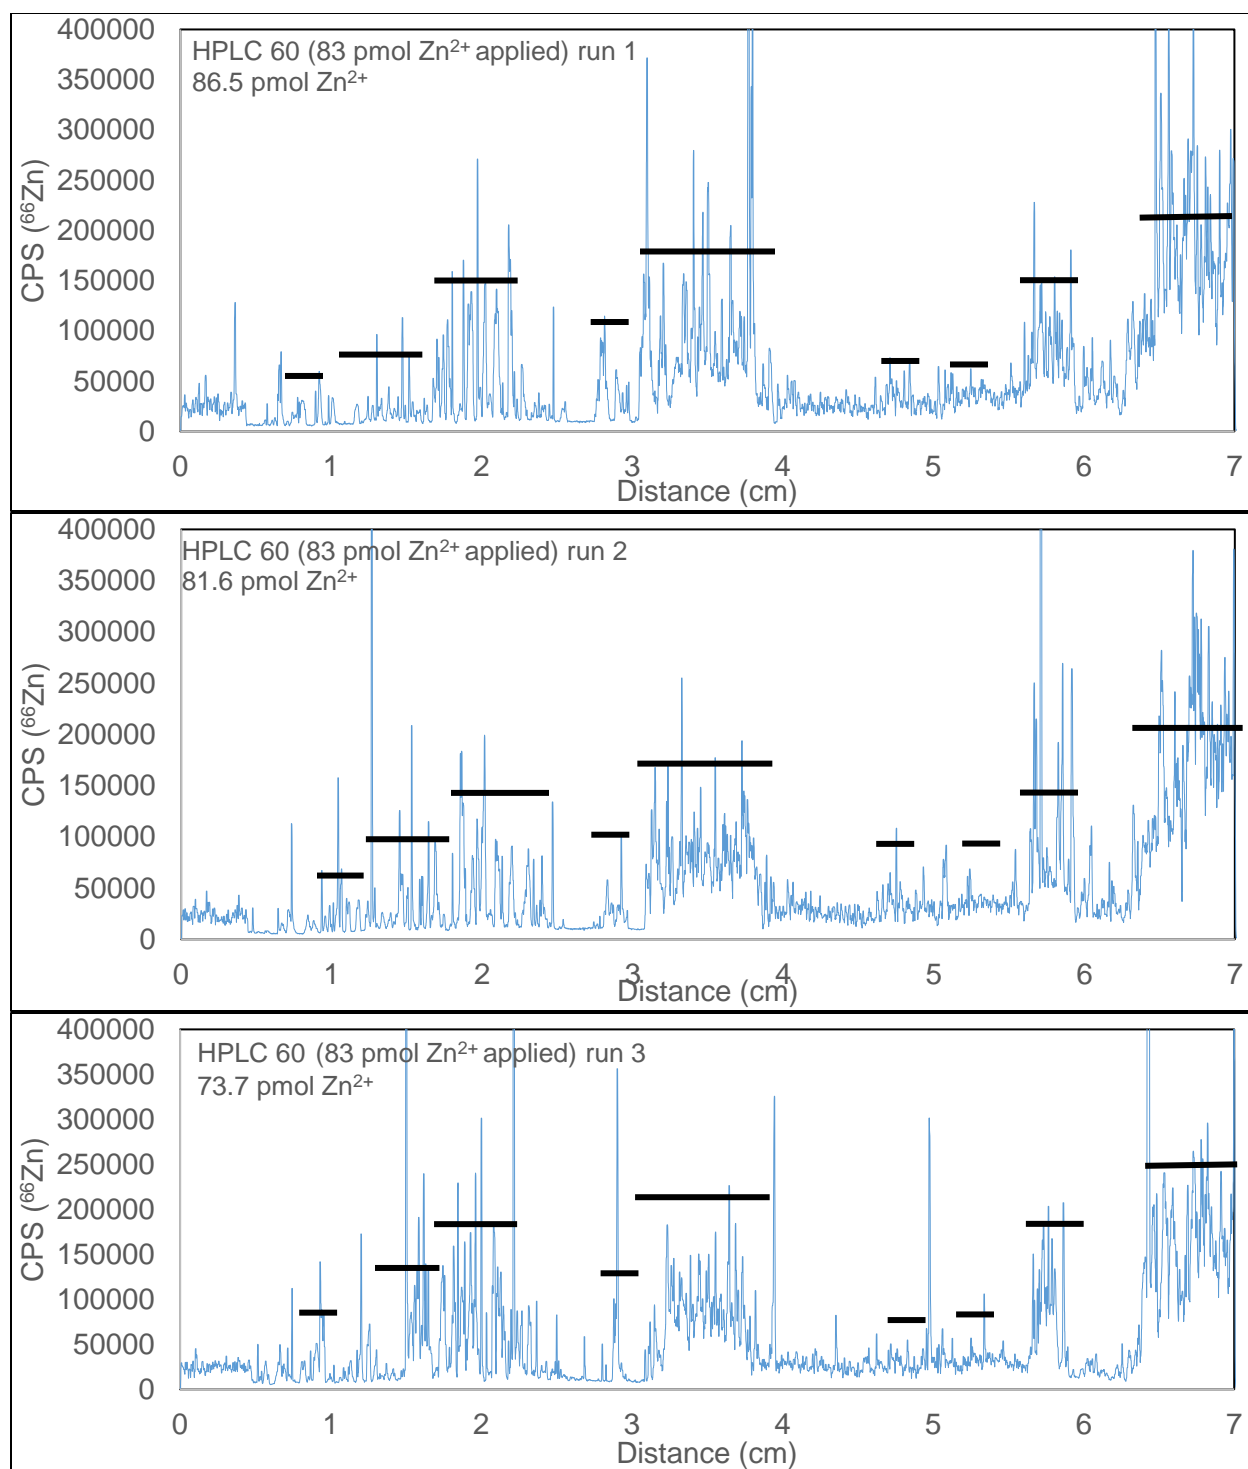 400000
350000
300000
250000
200000
150000
100000
50000
0
CPS (⁶⁶Zn)
HPLC 60 (83 pmol Zn²⁺ applied) run 1
86.5 pmol Zn²⁺
0 1 2 3 4 5 6 7
Distance (cm)
400000
350000
300000
250000
200000
150000
100000
50000
0
CPS (⁶⁶Zn)
HPLC 60 (83 pmol Zn²⁺ applied) run 2
81.6 pmol Zn²⁺
0 1 2 3 4 5 6 7
Distance (cm)
400000
350000
300000
250000
200000
150000
100000
50000
0
CPS (⁶⁶Zn)
HPLC 60 (83 pmol Zn²⁺ applied) run 3
73.7 pmol Zn²⁺
0 1 2 3 4 5 6 7
Distance (cm)